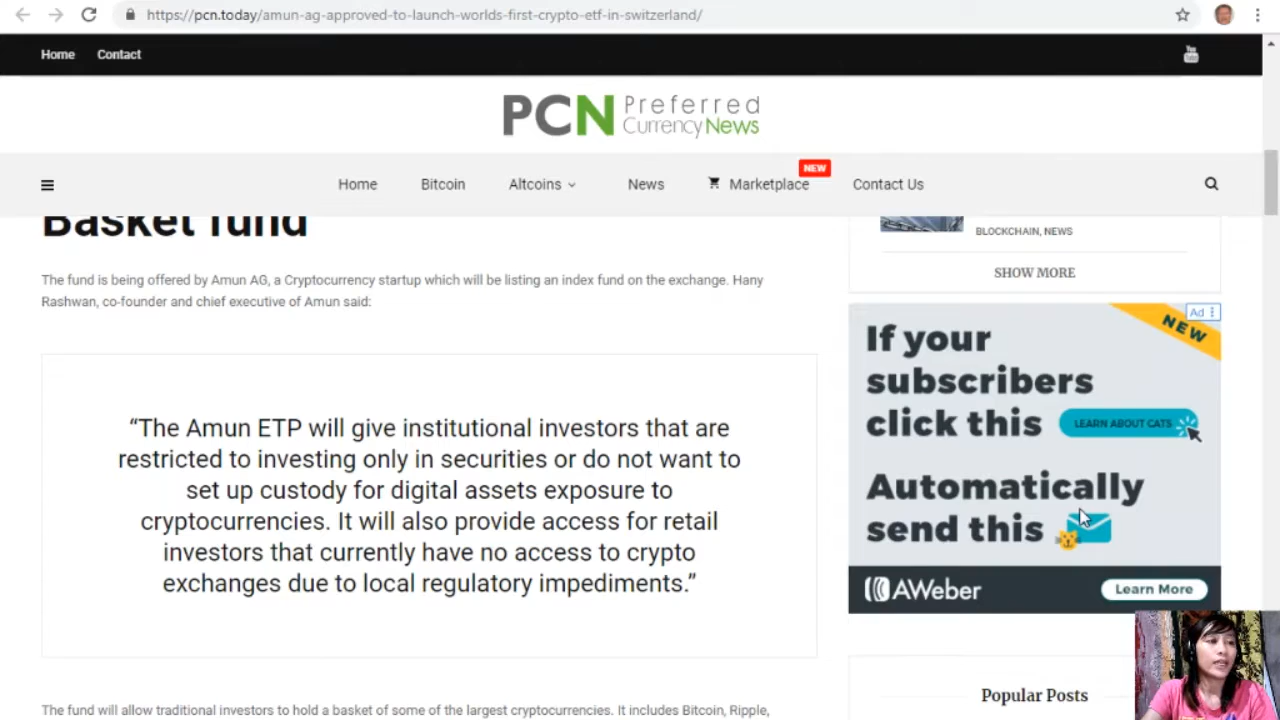 https://pcn.today/amun-ag-approved-to-launch-worlds-first-crypto-etf-in-switzerland/
Home Contact
You Tube
PCN Preferred
CurrencyNews
NEW
Home Bitcoin Altcoins News Marketplace Contact Us
Basket fund
The fund is being offered by Amun AG, a Cryptocurrency startup which will be listing an index fund on the exchange. Hany
Rashwan, co-founder and chief executive of Amun said:
“The Amun ETP will give institutional investors that are
restricted to investing only in securities or do not want to
set up custody for digital assets exposure to
cryptocurrencies. It will also provide access for retail
investors that currently have no access to crypto
exchanges due to local regulatory impediments.”
The fund will allow traditional investors to hold a basket of some of the largest cryptocurrencies. It includes Bitcoin, Ripple,
BLOCKCHAIN, NEWS
SHOW MORE
Ad
NEW
If your
subscribers
click this LEARN ABOUT CATS
Automatically
send this
AWeber Learn More
Popular Posts